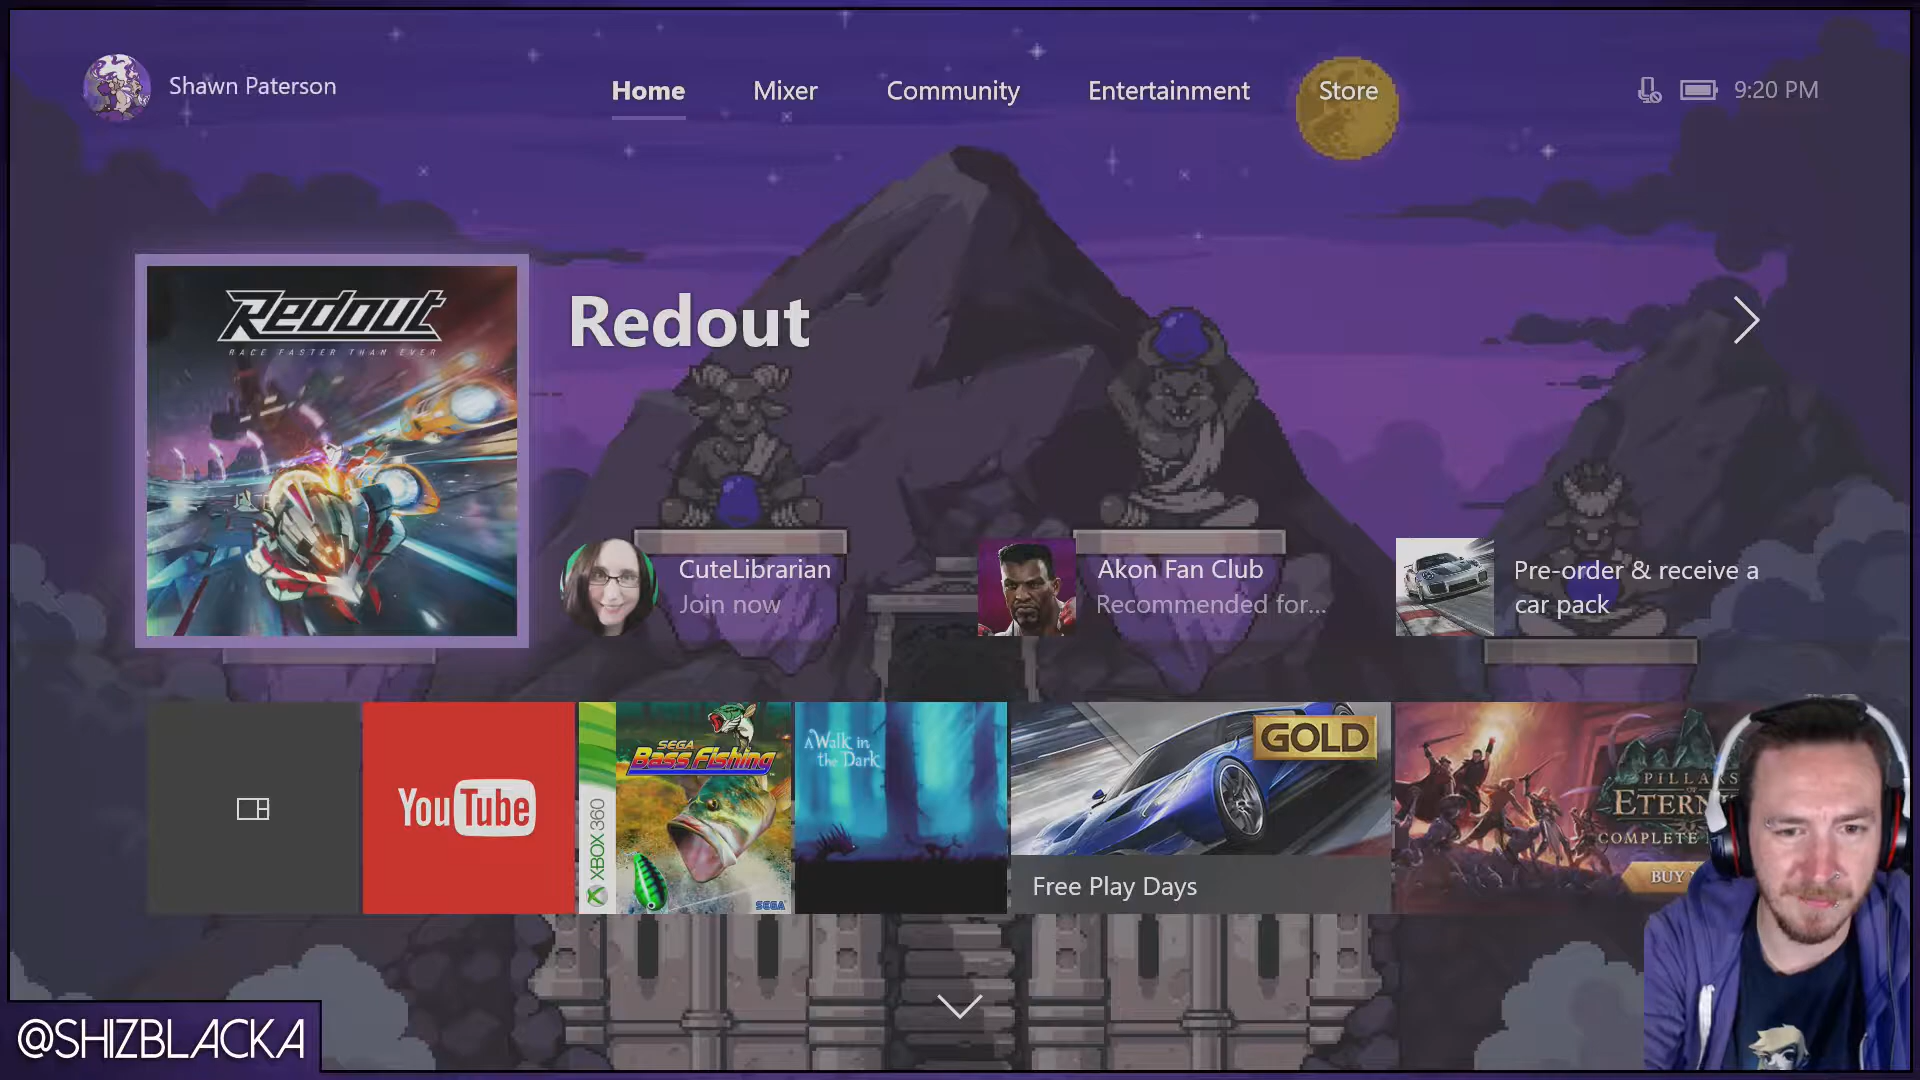 Shawn Paterson
Home
Mixer
Community
Entertainment
Store
9:20 PM
Redout
RACE FASTER THAN EVER
Redout
CuteLibrarian
Join now
Akon Fan Club
Recommended for...
Pre-order & receive a
car pack
YouTube
XBOX 360
SEGA
Bass Fishing
SEGA
A Walk in
the Dark
GOLD
Free Play Days
PILLARS
OF
ETERN
COMPLETE
BUY
@SHIZBLACKA